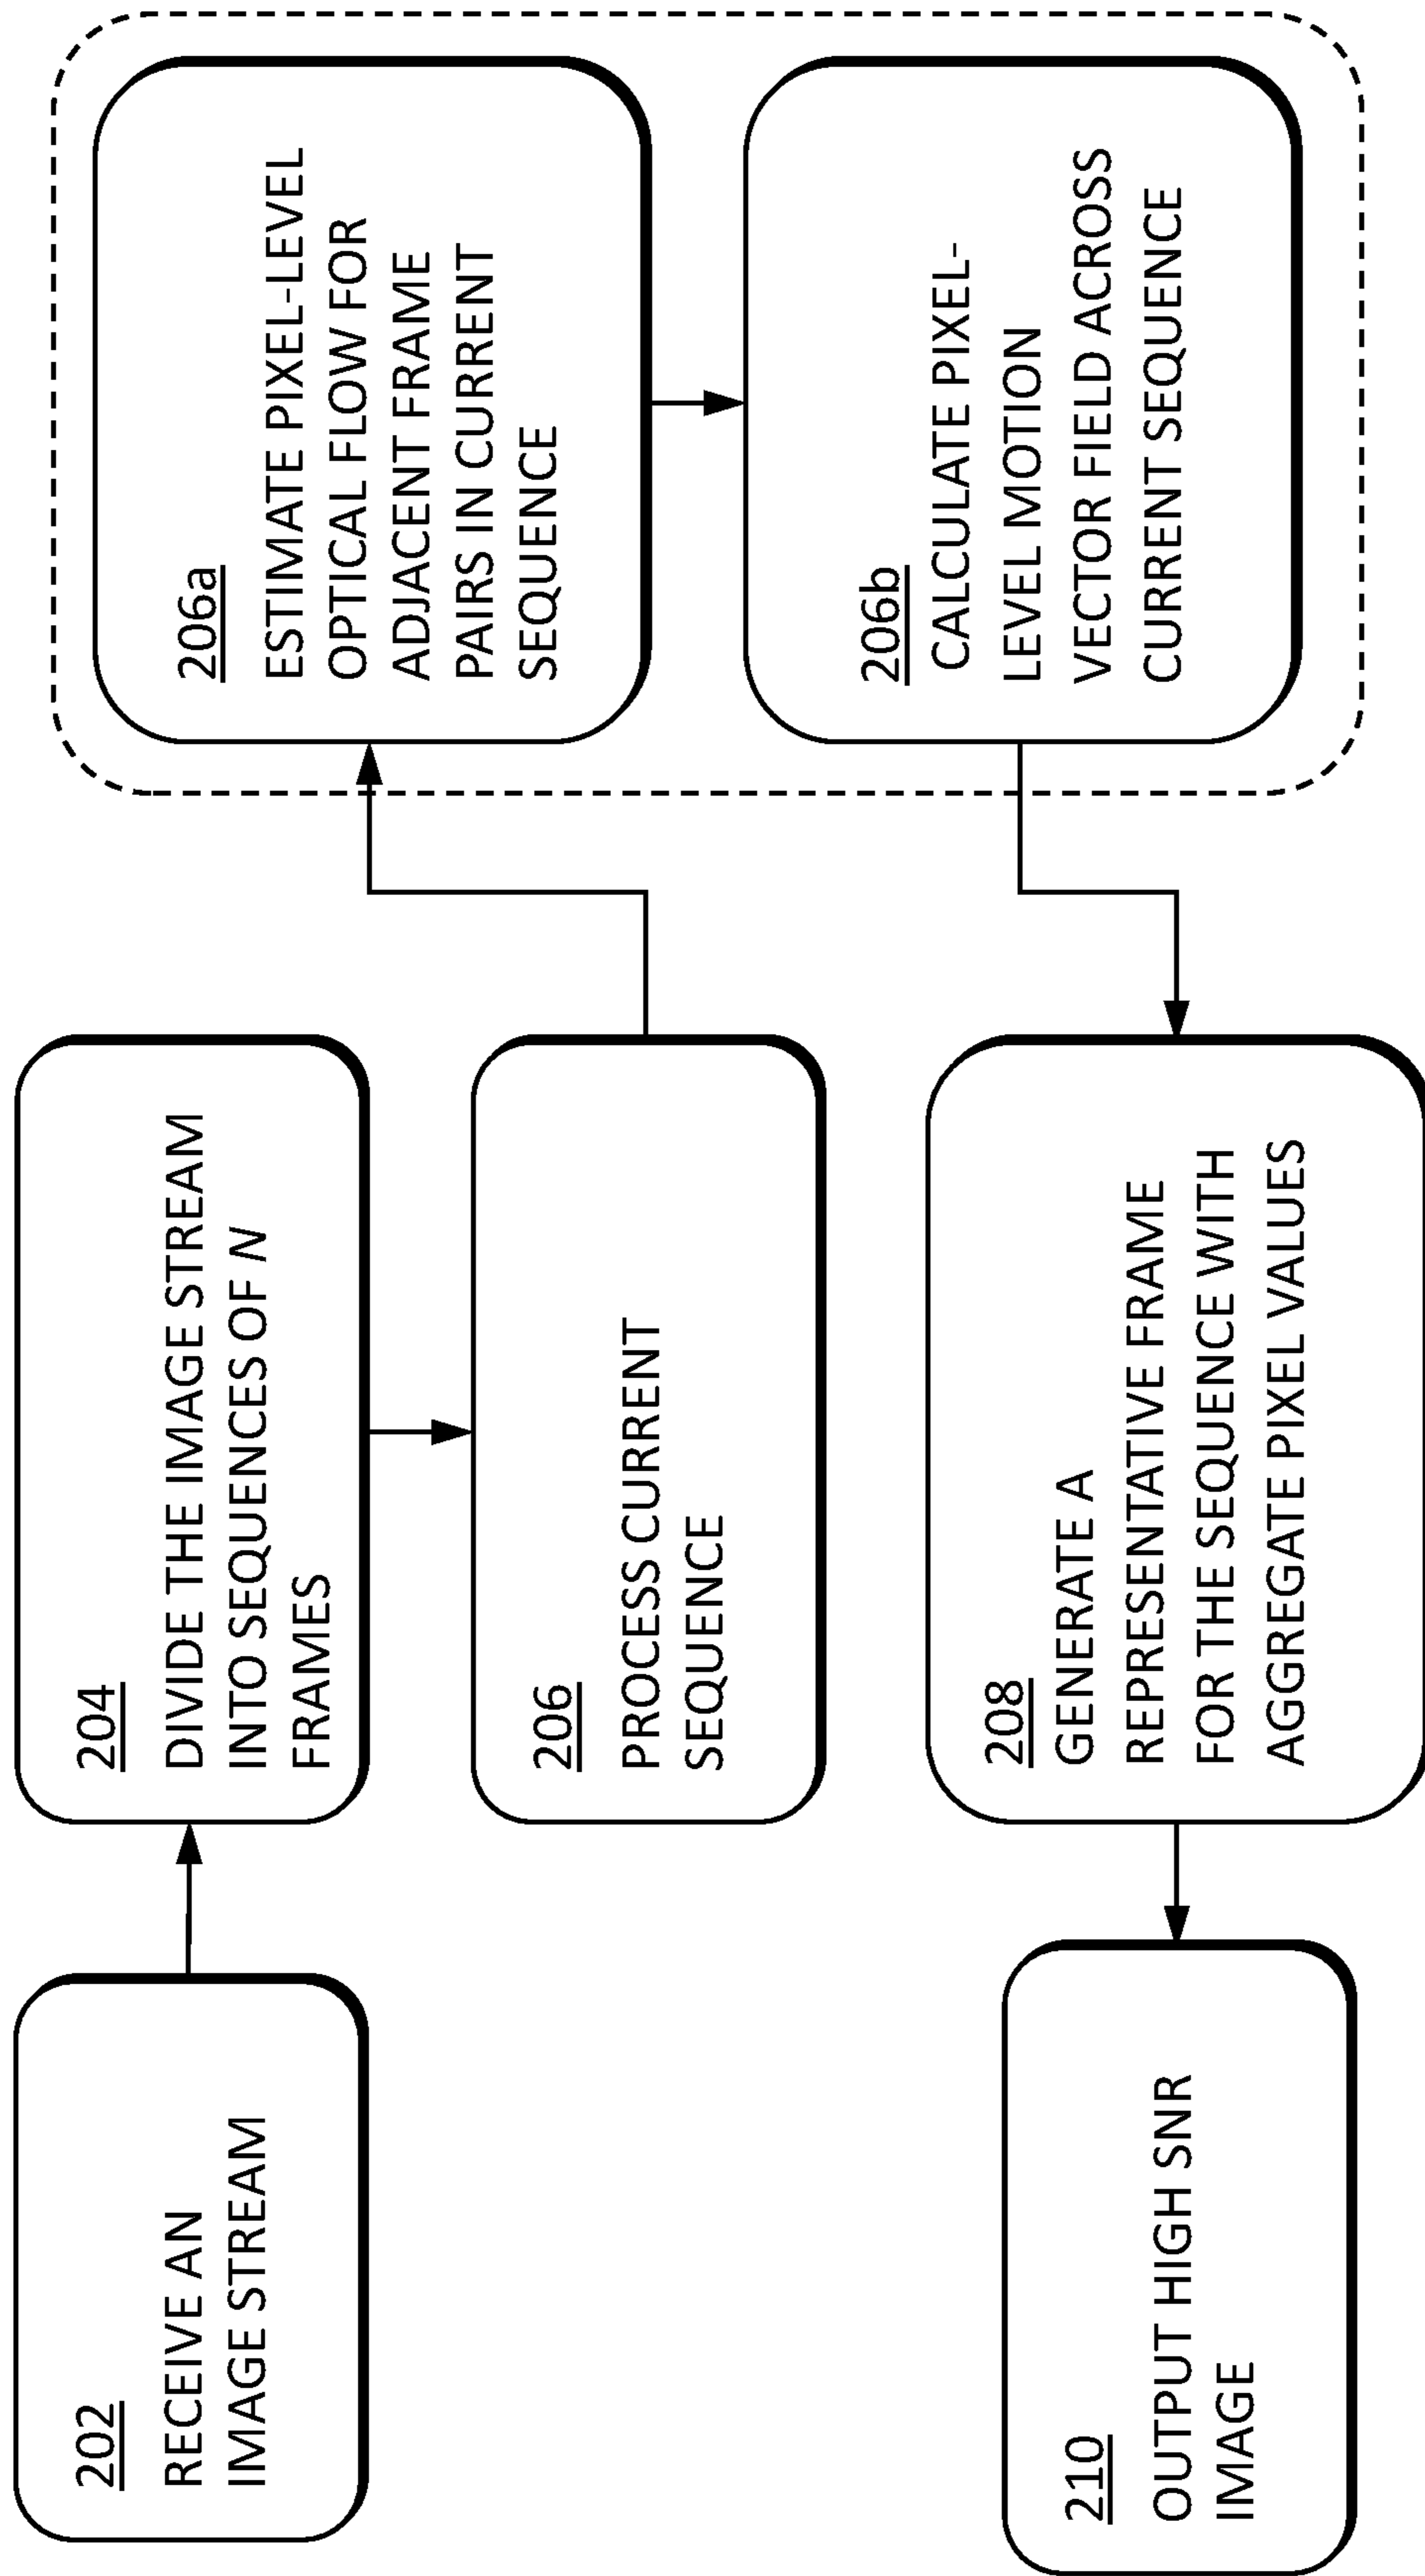 202
RECEIVE AN
IMAGE STREAM
204
DIVIDE THE IMAGE STREAM
INTO SEQUENCES OF N
FRAMES
206
PROCESS CURRENT
SEQUENCE
206a
ESTIMATE PIXEL-LEVEL
OPTICAL FLOW FOR
ADJACENT FRAME
PAIRS IN CURRENT
SEQUENCE
206b
CALCULATE PIXEL-
LEVEL MOTION
VECTOR FIELD ACROSS
CURRENT SEQUENCE
208
GENERATE A
REPRESENTATIVE FRAME
FOR THE SEQUENCE WITH
AGGREGATE PIXEL VALUES
210
OUTPUT HIGH SNR
IMAGE